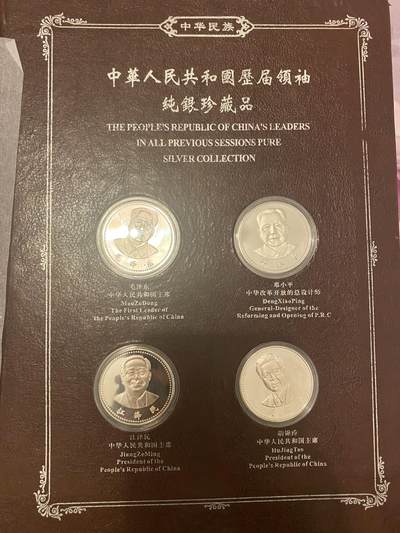 中华民族
中華人民共和國歷届領袖
純銀珍藏品
THE PEOPLE'S REPUBLIC OF CHINA'S LEADERS
IN ALL PREVIOUS SESSIONS PURE
SILVER COLLECTION
毛泽东
中华人民共和国主席
MaoZeDong
The First Leader of
the People's Republic of China
邓小平
中华改革开放的总设计师
DengXiaoPing
General-Designer of the
Reforming and Opening of P.R.C
江泽民
江泽民
中华人民共和国主席
JiangZeMing
President of the
People's Republic of China
胡锦涛
中华人民共和国主席
HuJingTao
President of the
People's Republic of China